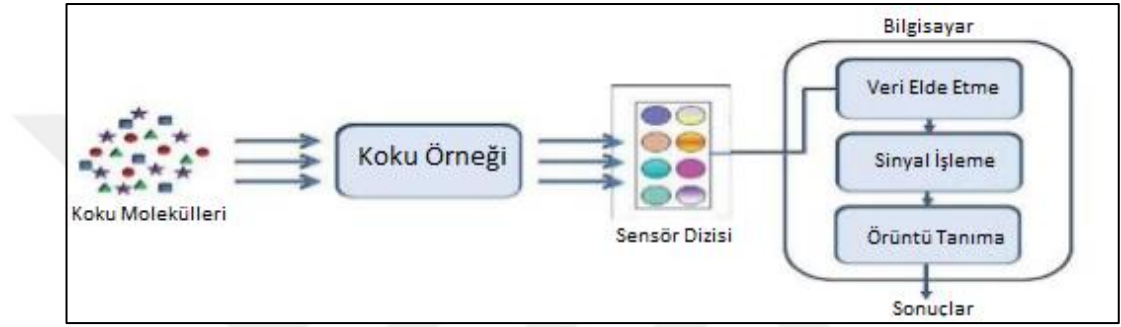 Bilgisayar
Veri Elde Etme
Koku Örneği
Sinyal İşleme
Koku Molekülleri
Sensör Dizisi
Örüntü Tanıma
Sonuçlar